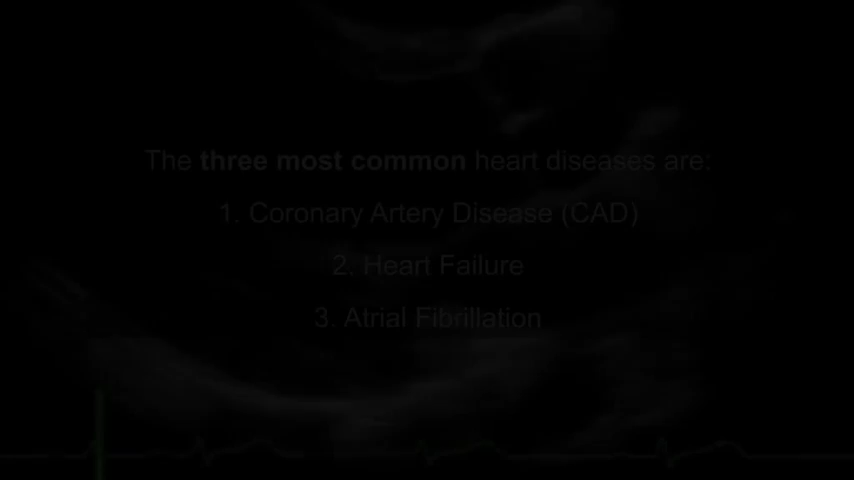 The three most common heart diseases are:
1. Coronary Artery Disease (CAD)
2. Heart Failure
3. Atrial Fibrillation